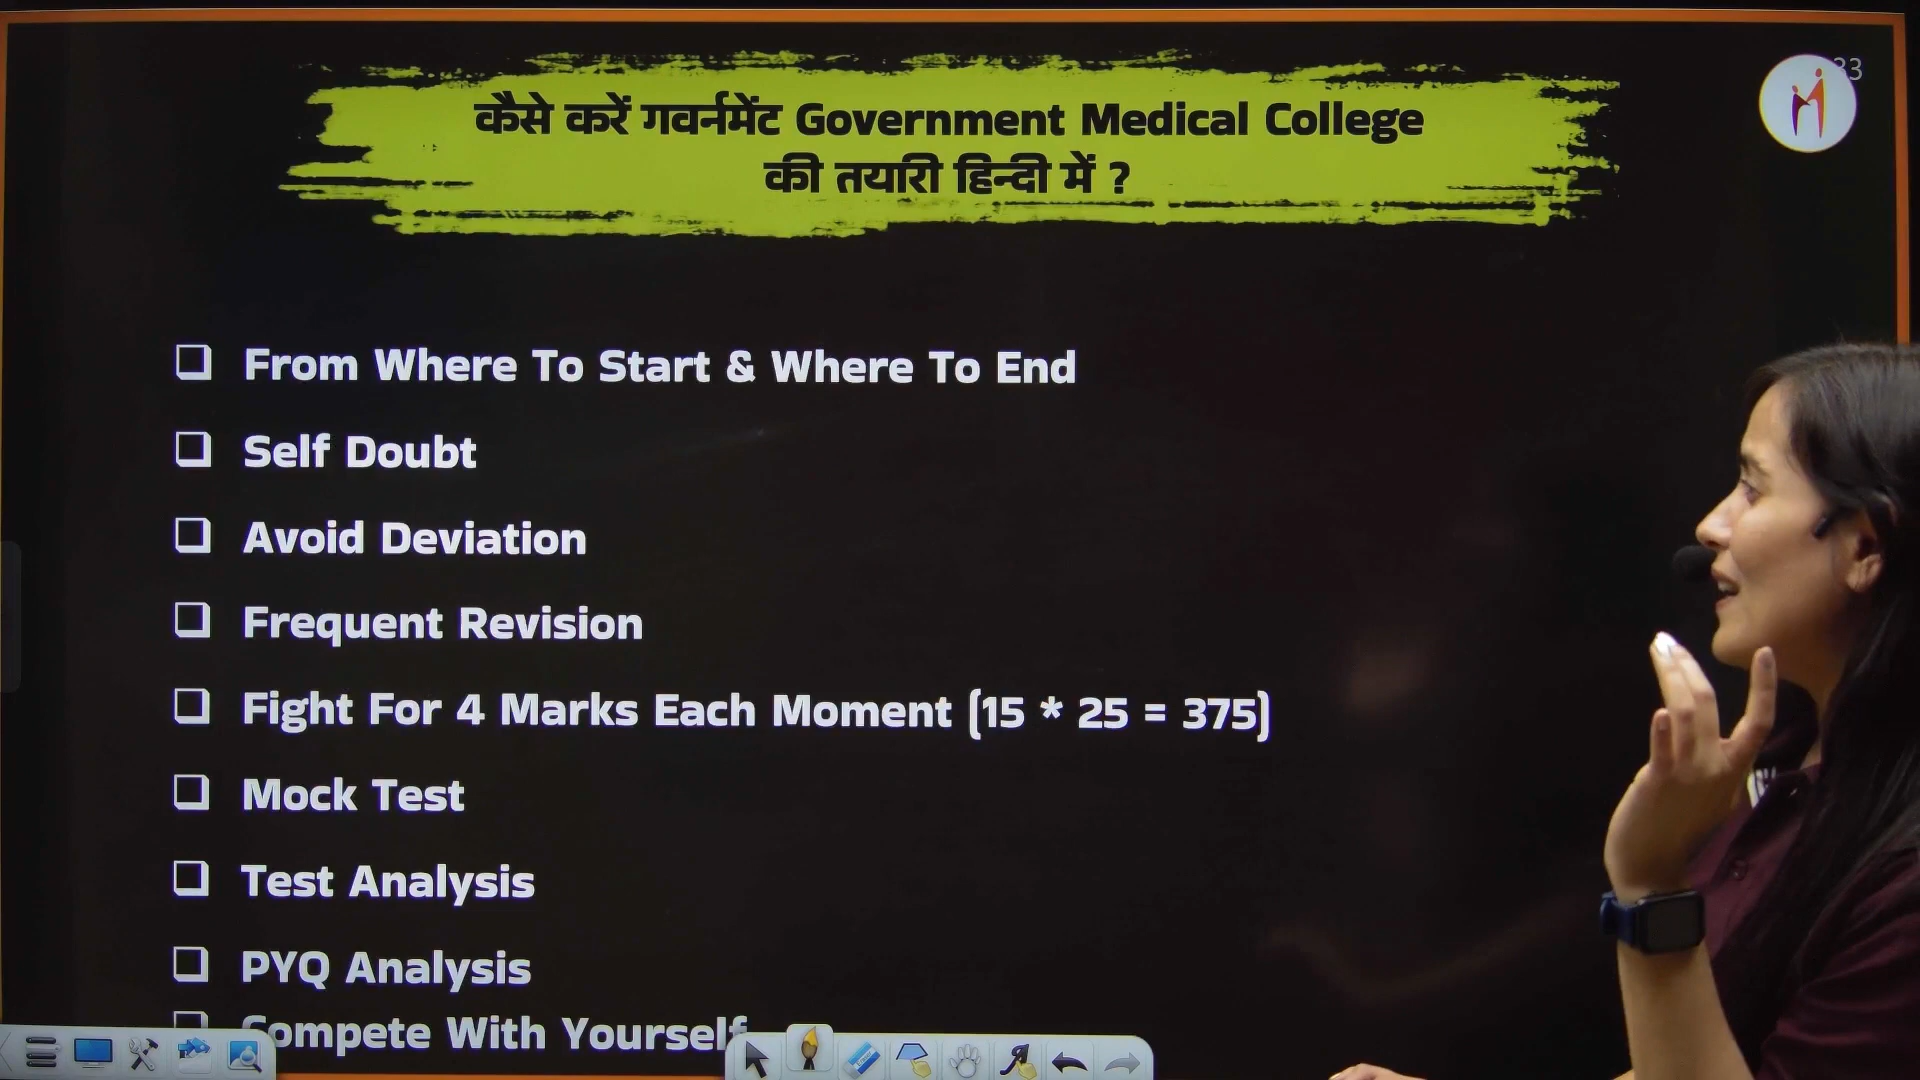 कैसे करें गवर्नमेंट Government Medical College
की तयारी हिन्दी में ?
33
From Where To Start & Where To End
Self Doubt
Avoid Deviation
Frequent Revision
Fight For 4 Marks Each Moment (15 * 25 = 375)
Mock Test
Test Analysis
PYQ Analysis
Compete With Yourself